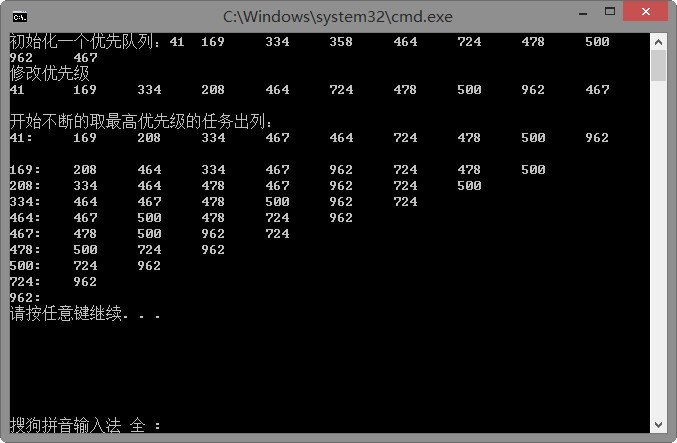 C:\Windows\system32\cmd.exe
初始化一个优先队列：41 169 334 358 464 724 478 500
962 467
修改优先级
41 169 334 208 464 724 478 500 962 467
开始不断的取最高优先级的任务出列：
41: 169 208 334 467 464 724 478 500 962
169: 208 464 334 467 962 724 478 500
208: 334 464 478 467 962 724 500
334: 464 467 478 500 962 724
464: 467 500 478 724 962
467: 478 500 962 724
478: 500 724 962
500: 724 962
724: 962
962:
请按任意键继续. . .
搜狗拼音输入法 全 ：